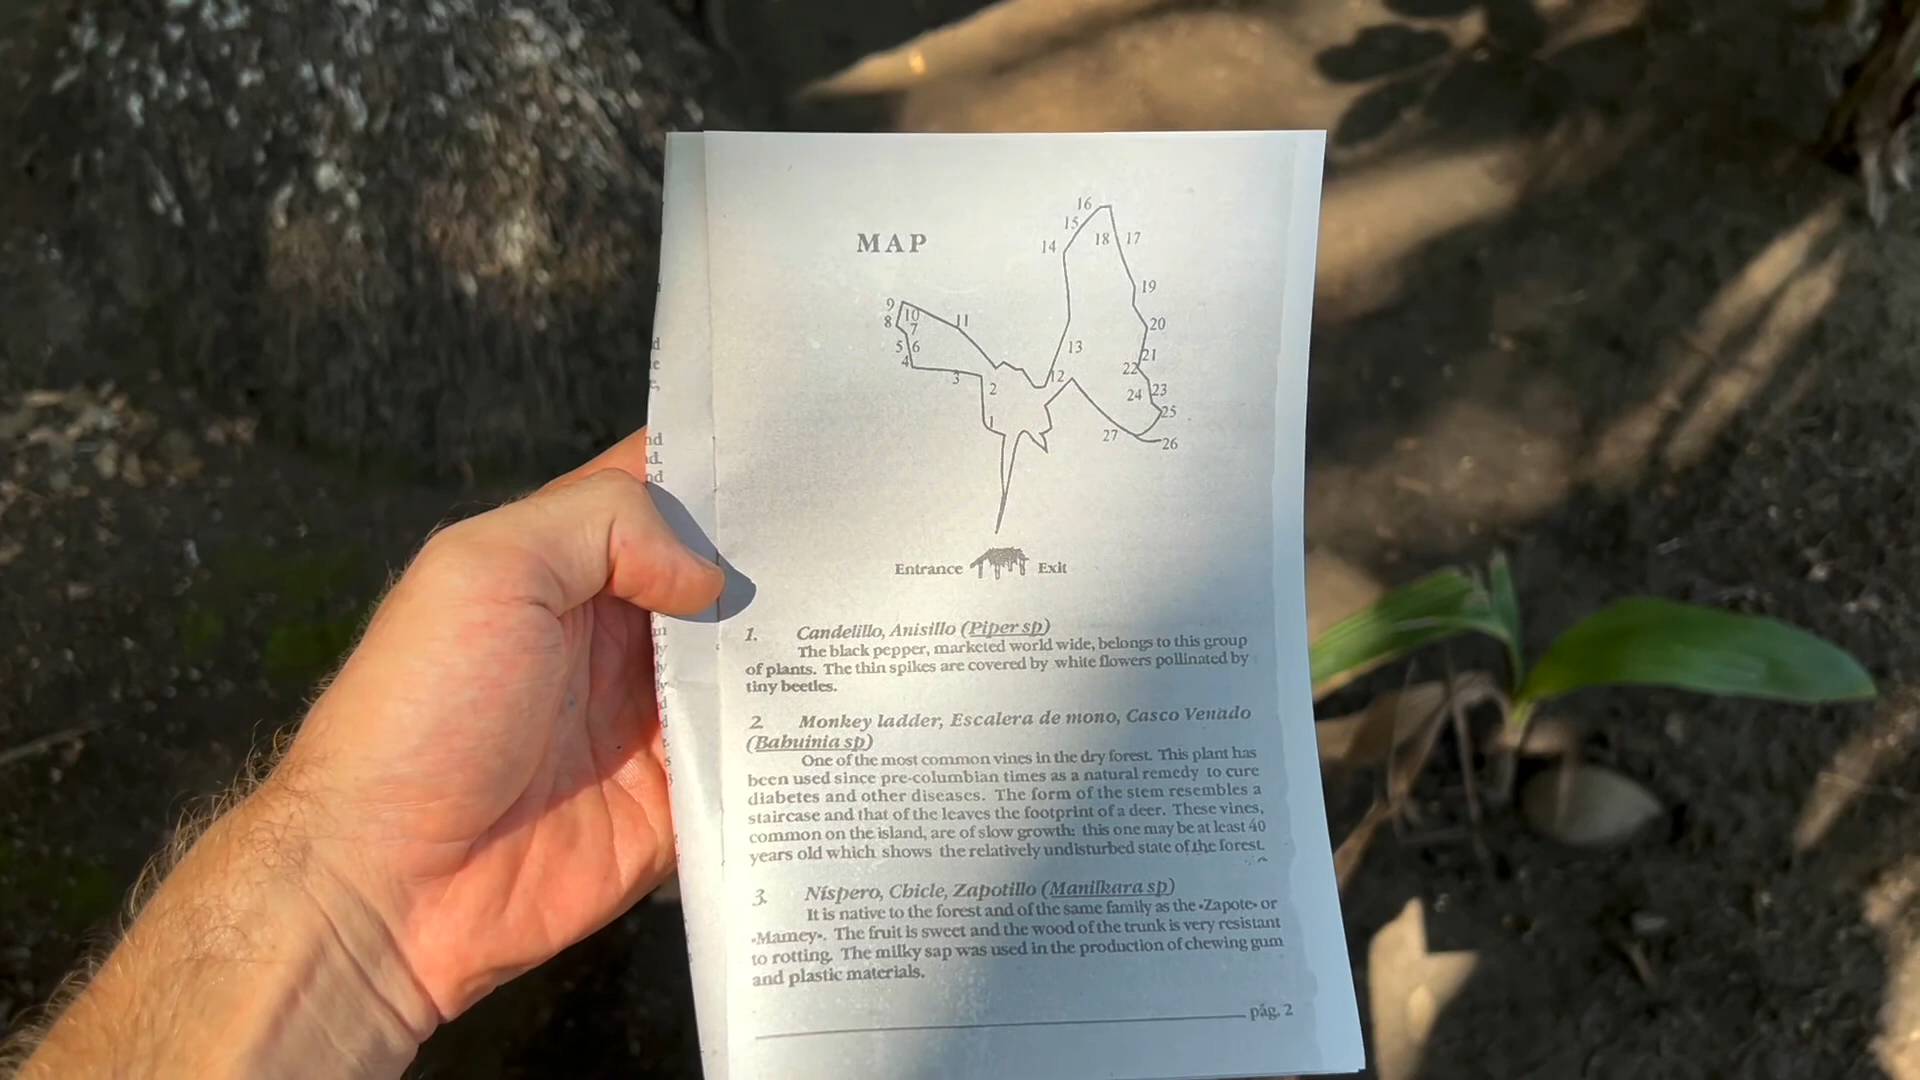 MAP
16
15
14
18
17
19
9
10
8
7
11
20
5
6
13
21
4
22
3
12
2
24
23
25
1
27
26
Entrance
Exit
1. Candelillo, Anisillo (Piper sp)
The black pepper, marketed world wide, belongs to this group
of plants. The thin spikes are covered by white flowers pollinated by
tiny beetles.
2. Monkey ladder, Escalera de mono, Casco Venado
(Bahuinia sp)
One of the most common vines in the dry forest. This plant has
been used since pre-columbian times as a natural remedy to cure
diabetes and other diseases. The form of the stem resembles a
staircase and that of the leaves the footprint of a deer. These vines,
common on the island, are of slow growth: this one may be at least 40
years old which shows the relatively undisturbed state of the forest.
3. Níspero, Chicle, Zapotillo (Manilkara sp)
It is native to the forest and of the same family as the «Zapote» or
«Mamey». The fruit is sweet and the wood of the trunk is very resistant
to rotting. The milky sap was used in the production of chewing gum
and plastic materials.
pág. 2